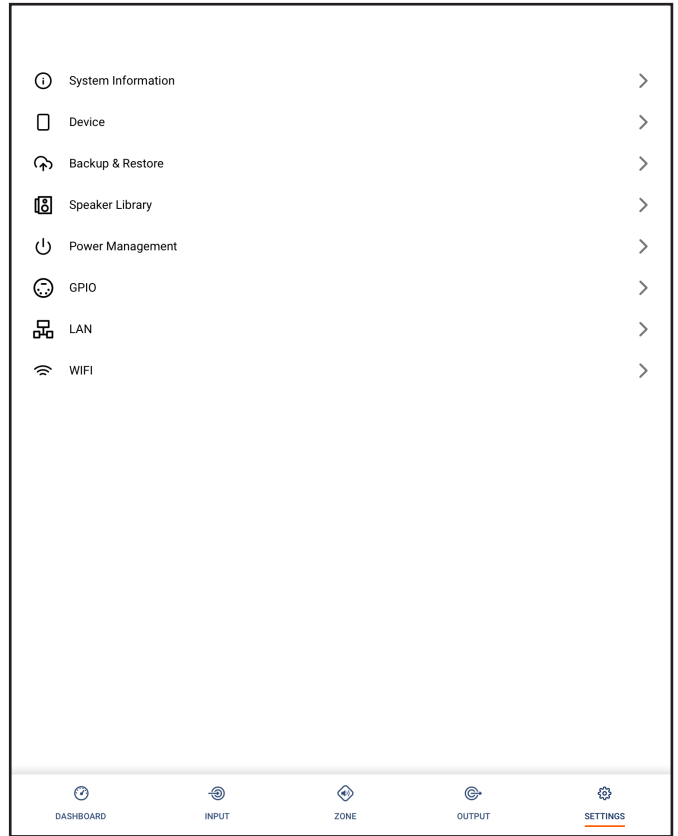 System Information
Device
Backup & Restore
Speaker Library
Power Management
GPIO
LAN
WIFI
DASHBOARD INPUT ZONE OUTPUT SETTINGS